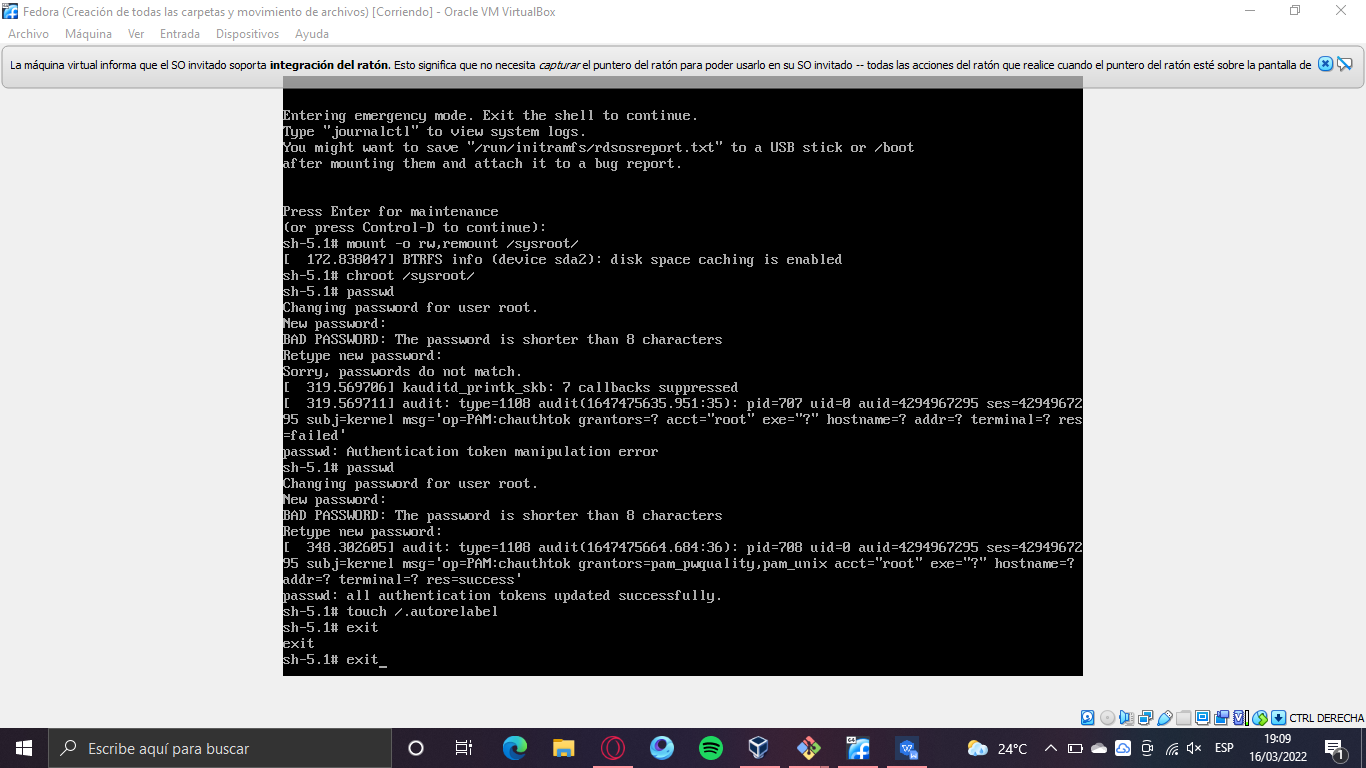 Fedora (Creación de todas las carpetas y movimiento de archivos) [Corriendo] - Oracle VM VirtualBox
Archivo Máquina Ver Entrada Dispositivos Ayuda
La máquina virtual informa que el SO invitado soporta integración del ratón. Esto significa que no necesita capturar el puntero del ratón para poder usarlo en su SO invitado -- todas las acciones del ratón que realice cuando el puntero del ratón esté sobre la pantalla de
Entering emergency mode. Exit the shell to continue.
Type "journalctl" to view system logs.
You might want to save "/run/initramfs/rdsosreport.txt" to a USB stick or /boot
after mounting them and attach it to a bug report.
Press Enter for maintenance
(or press Control-D to continue):
sh-5.1# mount -o rw,remount /sysroot/
[  172.838047] BTRFS info (device sda2): disk space caching is enabled
sh-5.1# chroot /sysroot/
sh-5.1# passwd
Changing password for user root.
New password:
BAD PASSWORD: The password is shorter than 8 characters
Retype new password:
Sorry, passwords do not match.
[  319.569706] kauditd_printk_skb: 7 callbacks suppressed
[  319.569711] audit: type=1108 audit(1647475635.951:35): pid=707 uid=0 auid=4294967295 ses=42949672
95 subj=kernel msg='op=PAM:chauthtok grantors=? acct="root" exe="?" hostname=? addr=? terminal=? res
=failed'
passwd: Authentication token manipulation error
sh-5.1# passwd
Changing password for user root.
New password:
BAD PASSWORD: The password is shorter than 8 characters
Retype new password:
[  348.302605] audit: type=1108 audit(1647475664.684:36): pid=708 uid=0 auid=4294967295 ses=42949672
95 subj=kernel msg='op=PAM:chauthtok grantors=pam_pwquality,pam_unix acct="root" exe="?" hostname=?
addr=? terminal=? res=success'
passwd: all authentication tokens updated successfully.
sh-5.1# touch /.autorelabel
sh-5.1# exit
exit
sh-5.1# exit_
CTRL DERECHA
Escribe aquí para buscar
24°C
ESP
19:09
16/03/2022
1